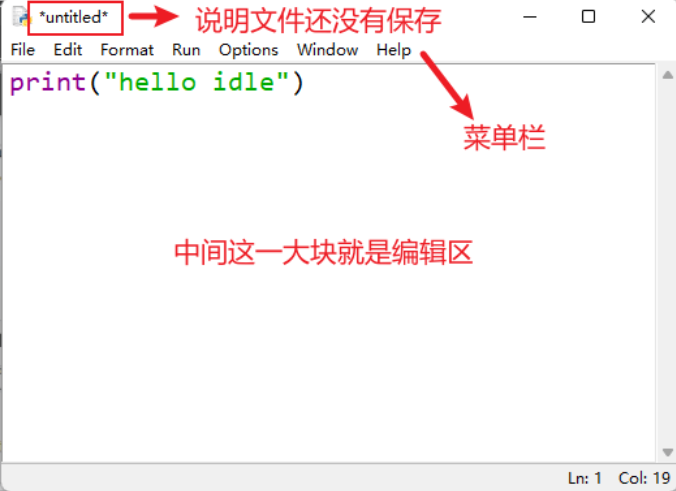 *untitled*
说明文件还没有保存
File Edit Format Run Options Window Help
print("hello idle")
菜单栏
中间这一大块就是编辑区
Ln: 1 Col: 19